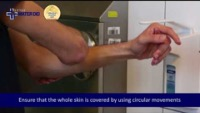 Ensure that the whole skin is covered by using circular movements